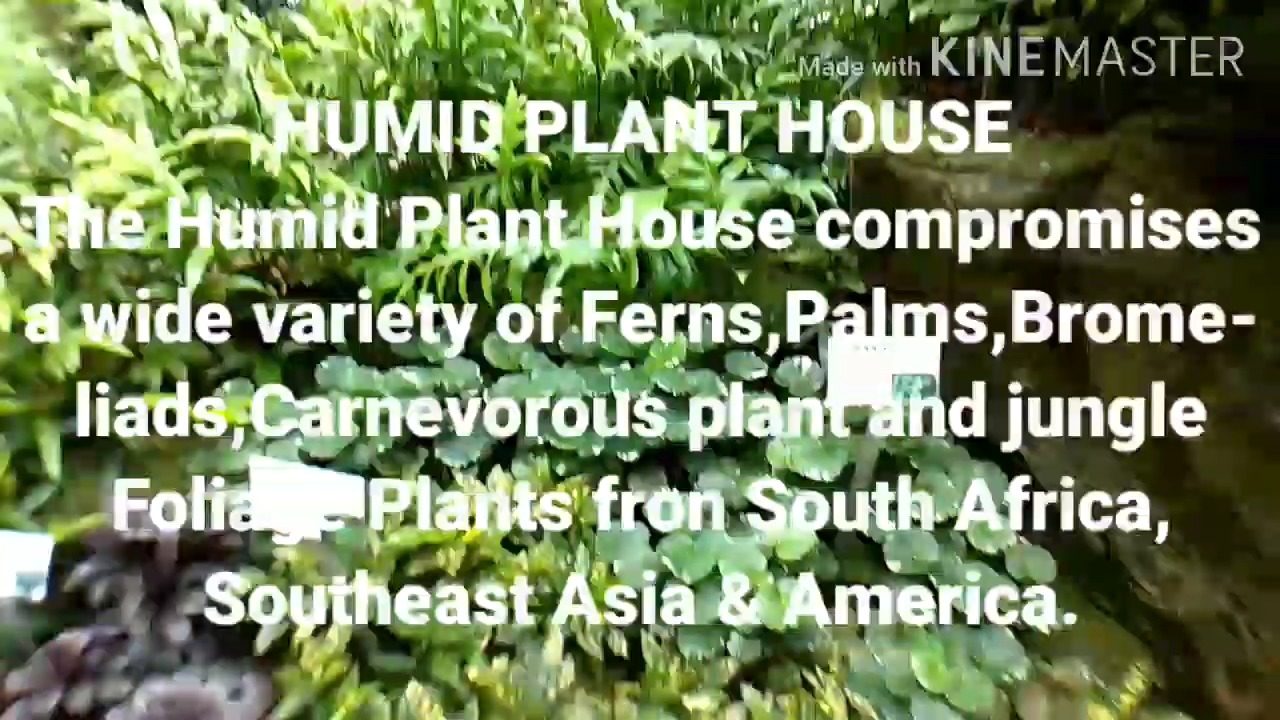 Made with KINEMASTER
HUMID PLANT HOUSE
The Humid Plant House compromises
a wide variety of Ferns,Palms,Brome-
liads,Carnevorous plant and jungle
Foliage Plants fron South Africa,
Southeast Asia & America.